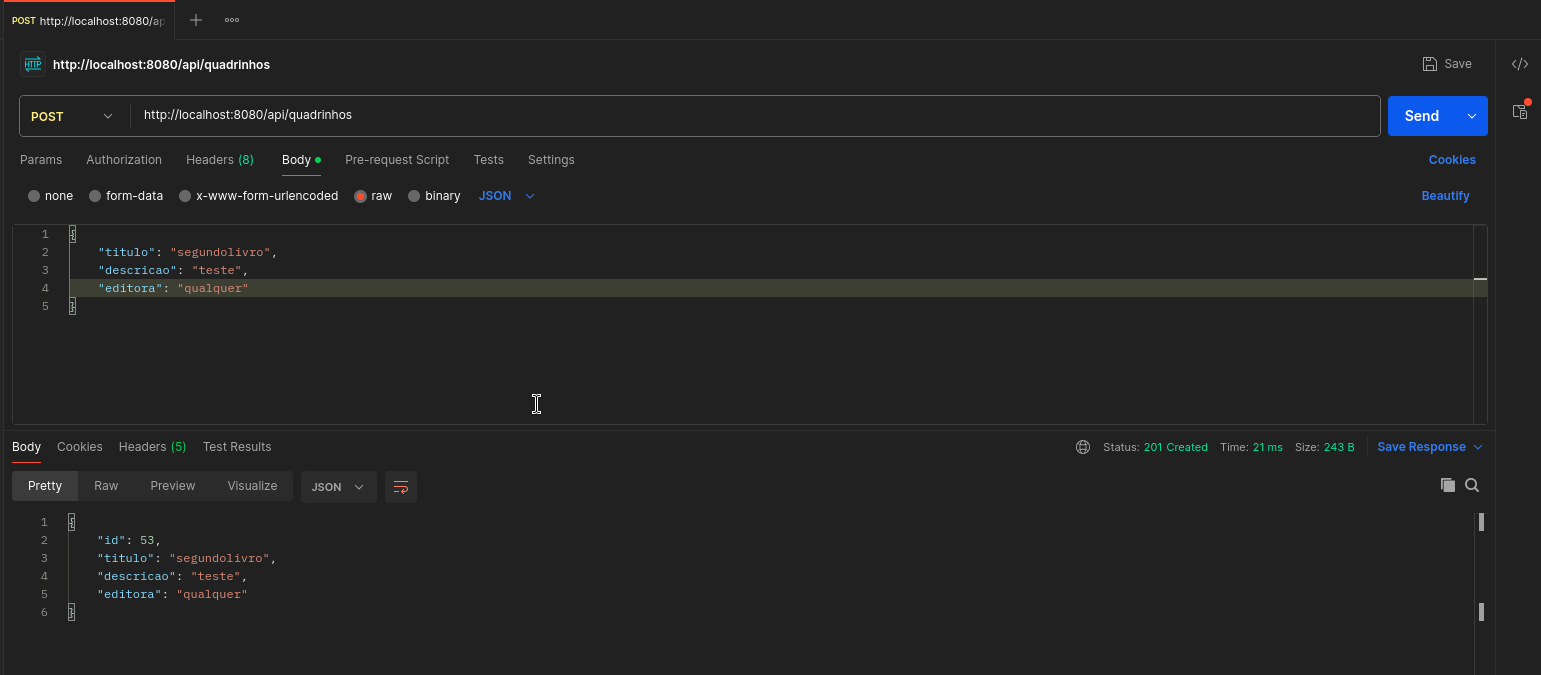 POST http://localhost:8080/ap
http://localhost:8080/api/quadrinhos
Save
POST
http://localhost:8080/api/quadrinhos
Send
Params Authorization Headers (8) Body Pre-request Script Tests Settings Cookies
none form-data x-www-form-urlencoded raw binary JSON Beautify
1 {
2 "titulo": "segundolivro",
3 "descricao": "teste",
4 "editora": "qualquer"
5 }
Body Cookies Headers (5) Test Results Status: 201 Created Time: 21 ms Size: 243 B Save Response
Pretty Raw Preview Visualize JSON
1 {
2 "id": 53,
3 "titulo": "segundolivro",
4 "descricao": "teste",
5 "editora": "qualquer"
6 }